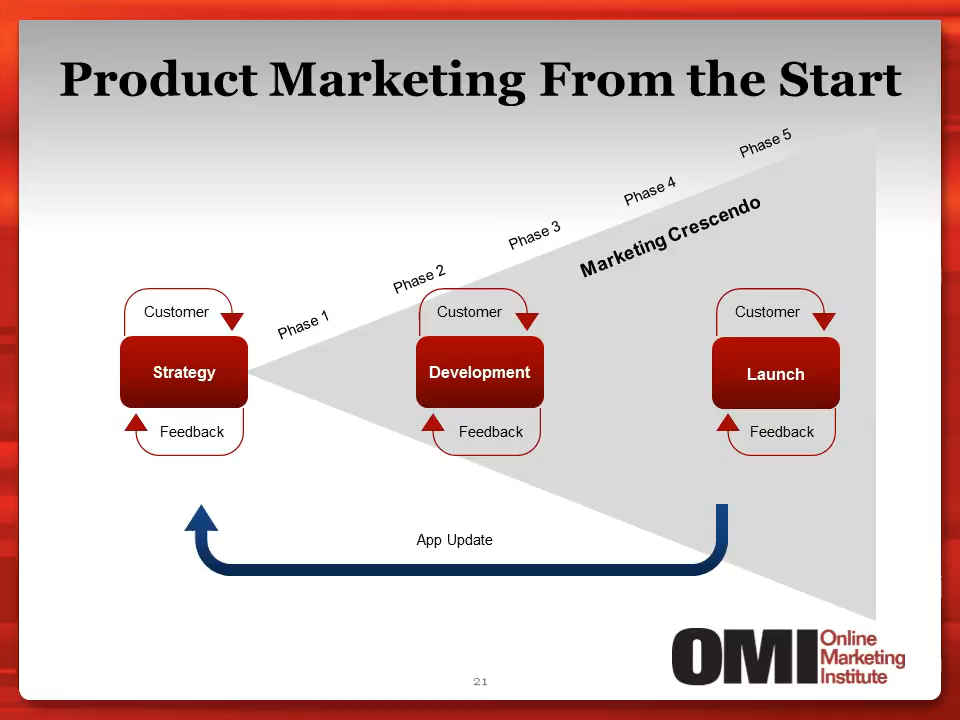 Product Marketing From the Start
Phase 5
Phase 4
Phase 3
Phase 2
Phase 1
Marketing Crescendo
Customer
Customer
Customer
Strategy
Development
Launch
Feedback
Feedback
Feedback
App Update
OMI
Online
Marketing
Institute
21